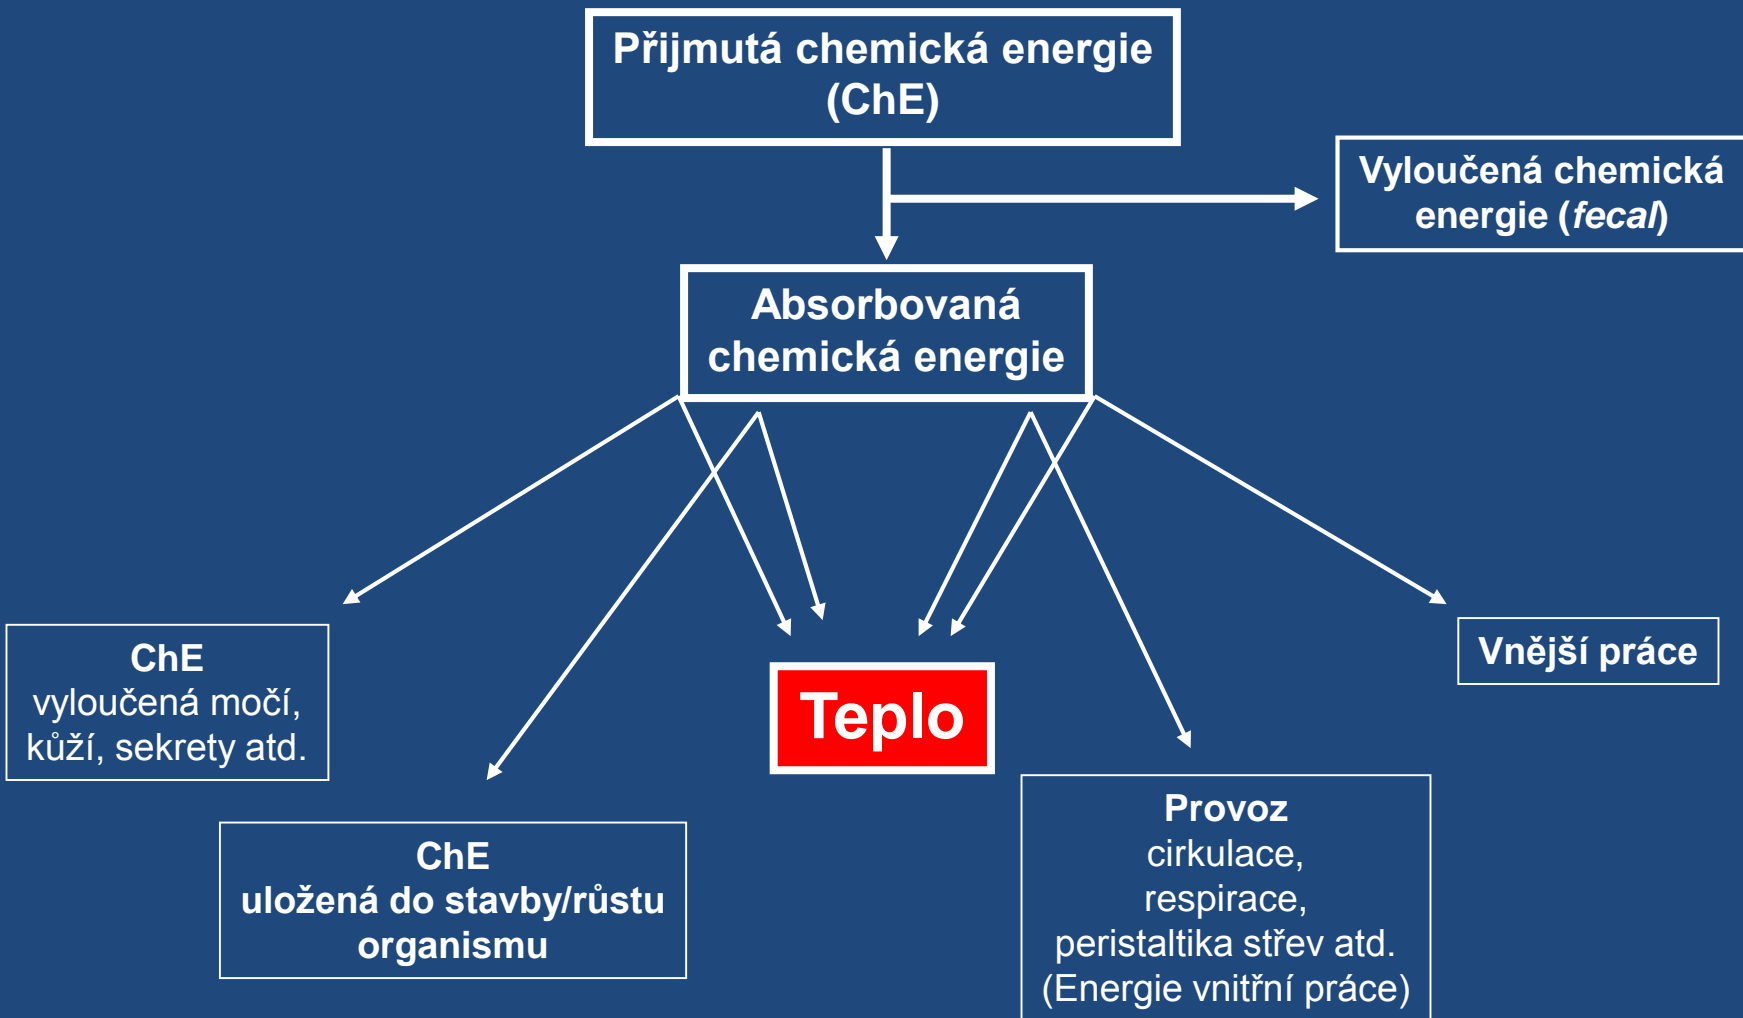 Přijmutá chemická energie
(ChE)
Vyloučená chemická
energie (fecal)
Absorbovaná
chemická energie
ChE
vyloučená močí,
kůží, sekrety atd.
ChE
uložená do stavby/růstu
organismu
Teplo
Provoz
cirkulace,
respirace,
peristaltika střev atd.
(Energie vnitřní práce)
Vnější práce